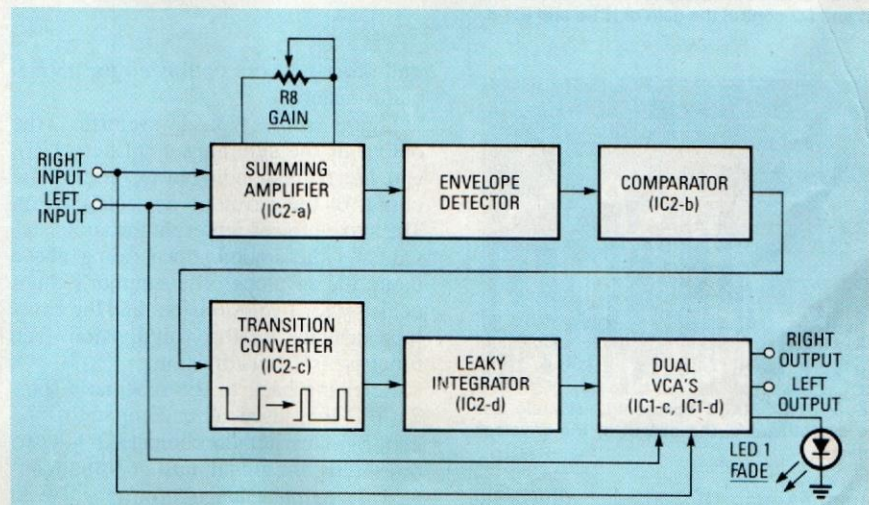 R8
GAIN
RIGHT
INPUT
LEFT
INPUT
SUMMING
AMPLIFIER
(IC2-a)
ENVELOPE
DETECTOR
COMPARATOR
(IC2-b)
TRANSITION
CONVERTER
(IC2-c)
LEAKY
INTEGRATOR
(IC2-d)
DUAL
VCA'S
(IC1-c, IC1-d)
RIGHT
OUTPUT
LEFT
OUTPUT
LED 1
FADE